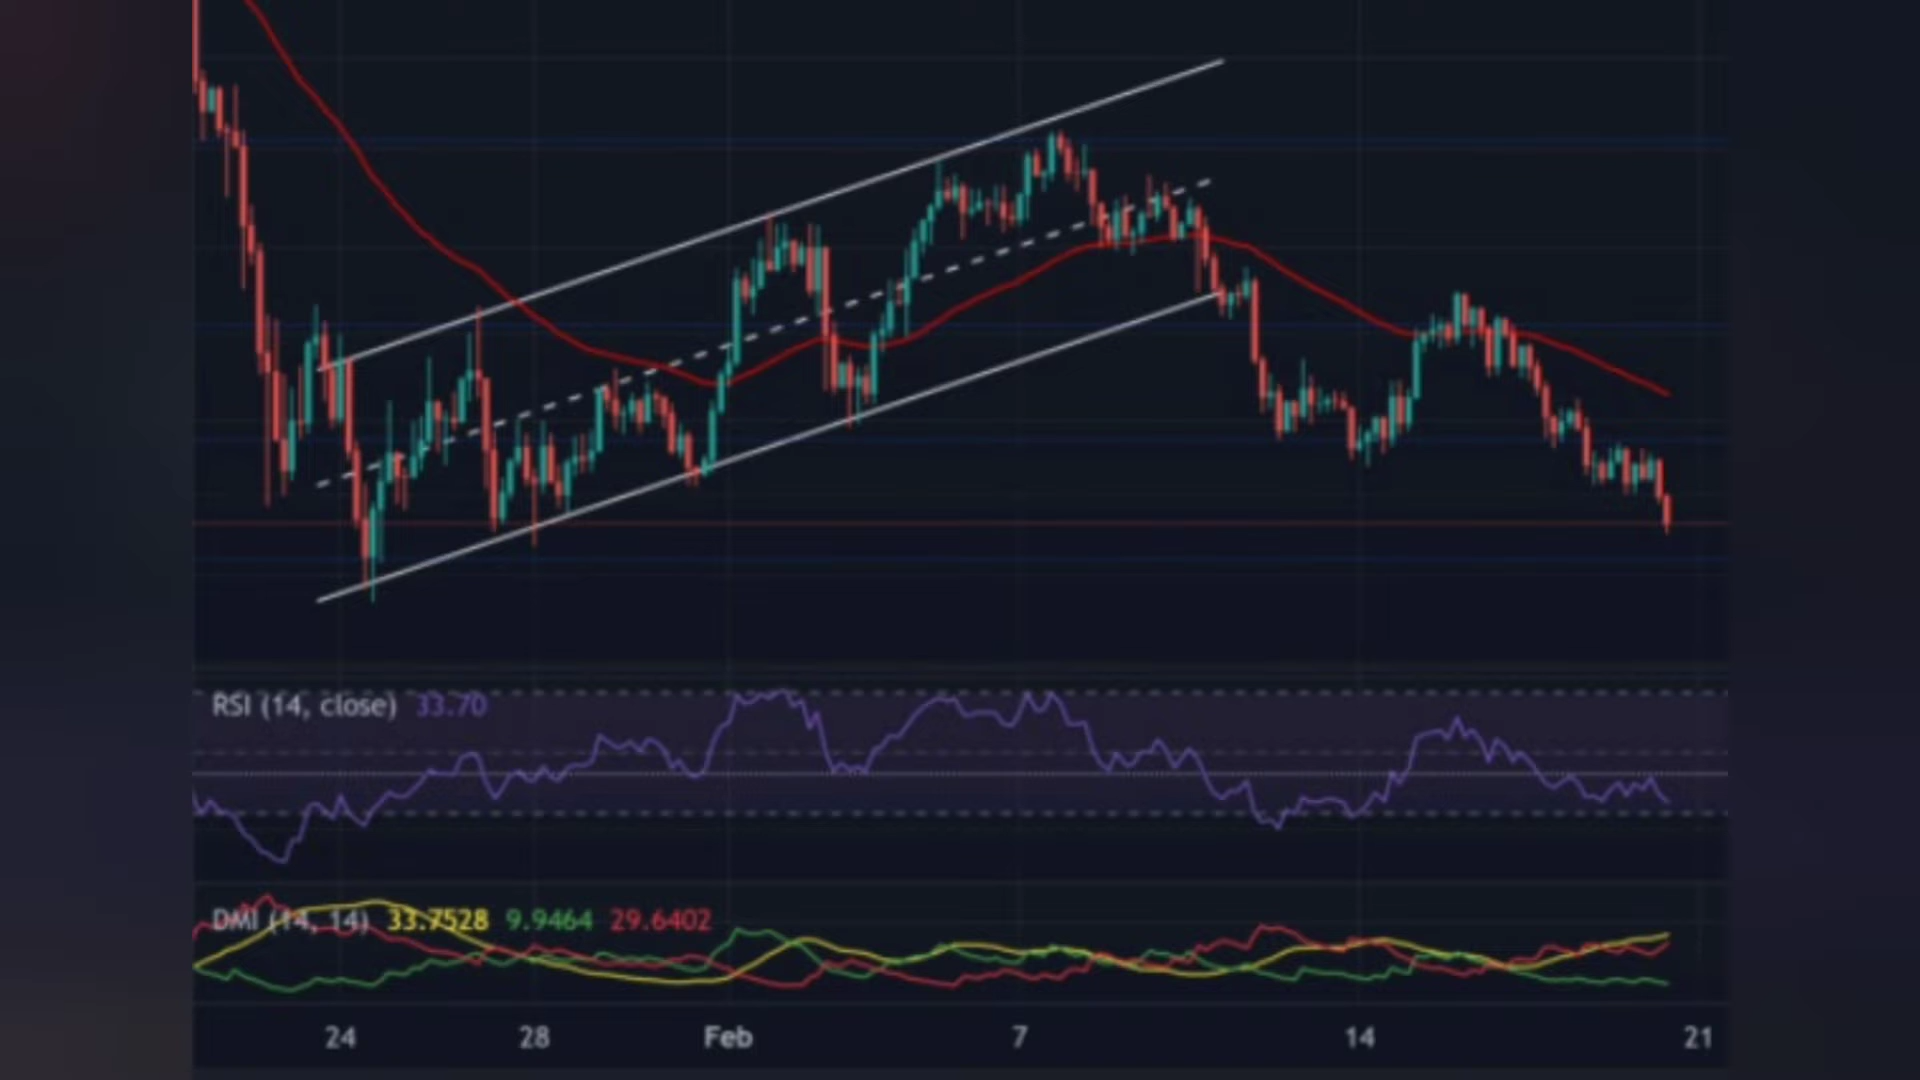 RSI (14, close) 33.70
DMI (14, 14) 33.7528 9.9464 29.6402
24 28 Feb 7 14 21